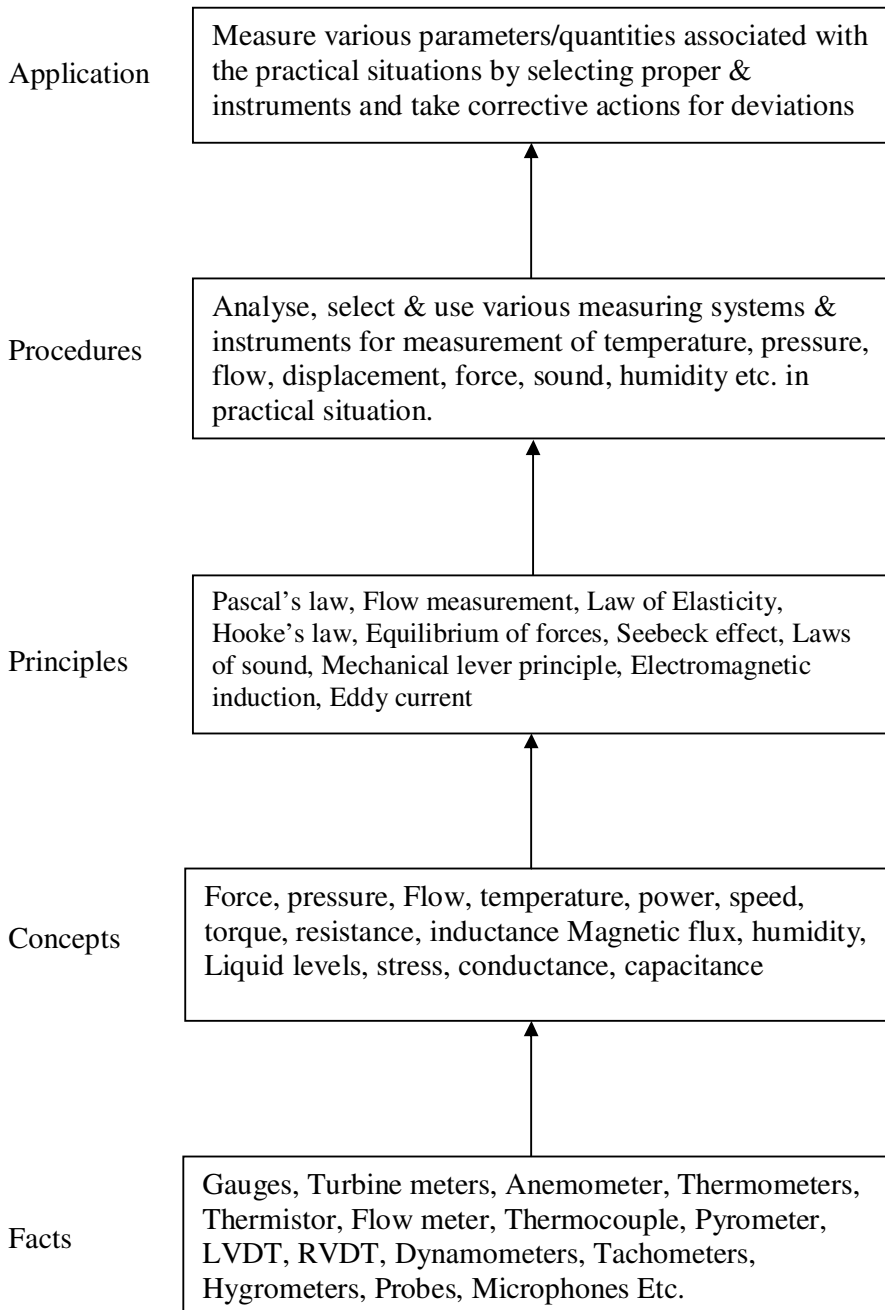 Application
Measure various parameters/quantities associated with
the practical situations by selecting proper &
instruments and take corrective actions for deviations
Procedures
Analyse, select & use various measuring systems &
instruments for measurement of temperature, pressure,
flow, displacement, force, sound, humidity etc. in
practical situation.
Principles
Pascal’s law, Flow measurement, Law of Elasticity,
Hooke’s law, Equilibrium of forces, Seebeck effect, Laws
of sound, Mechanical lever principle, Electromagnetic
induction, Eddy current
Concepts
Force, pressure, Flow, temperature, power, speed,
torque, resistance, inductance Magnetic flux, humidity,
Liquid levels, stress, conductance, capacitance
Facts
Gauges, Turbine meters, Anemometer, Thermometers,
Thermistor, Flow meter, Thermocouple, Pyrometer,
LVDT, RVDT, Dynamometers, Tachometers,
Hygrometers, Probes, Microphones Etc.